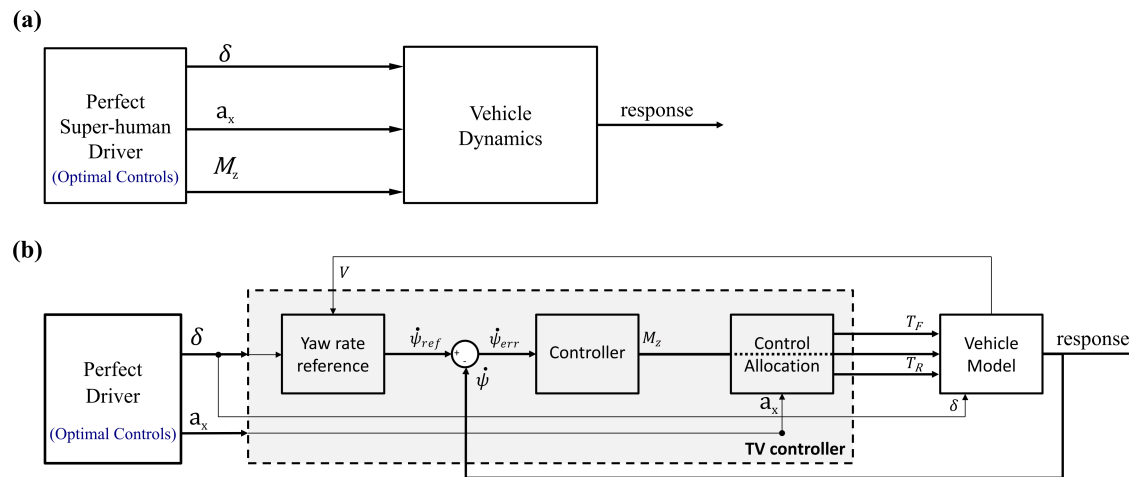 (a)
δ
aₓ
M_z
Perfect
Super-human
Driver
(Optimal Controls)
Vehicle
Dynamics
response
(b)
V
δ
aₓ
Perfect
Driver
(Optimal Controls)
Yaw rate
reference
ψ̇_ref
+
-
ψ̇
ψ̇_err
Controller
M_z
Control
Allocation
aₓ
TV controller
T_F
T_R
δ
Vehicle
Model
response